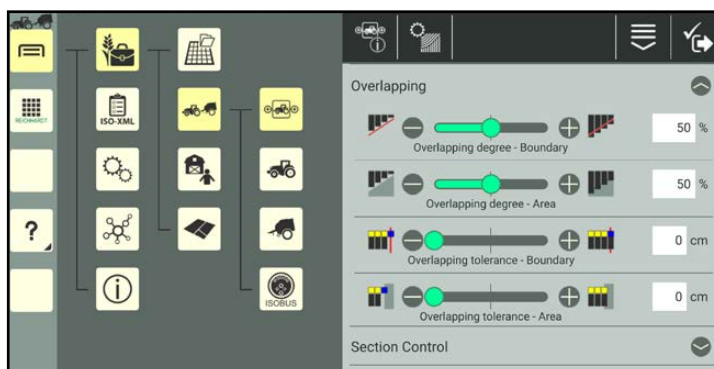 REICHHARDT
ISO-XML
?
ISOBUS
Overlapping
50 %
Overlapping degree - Boundary
50 %
Overlapping degree - Area
0 cm
Overlapping tolerance - Boundary
0 cm
Overlapping tolerance - Area
Section Control